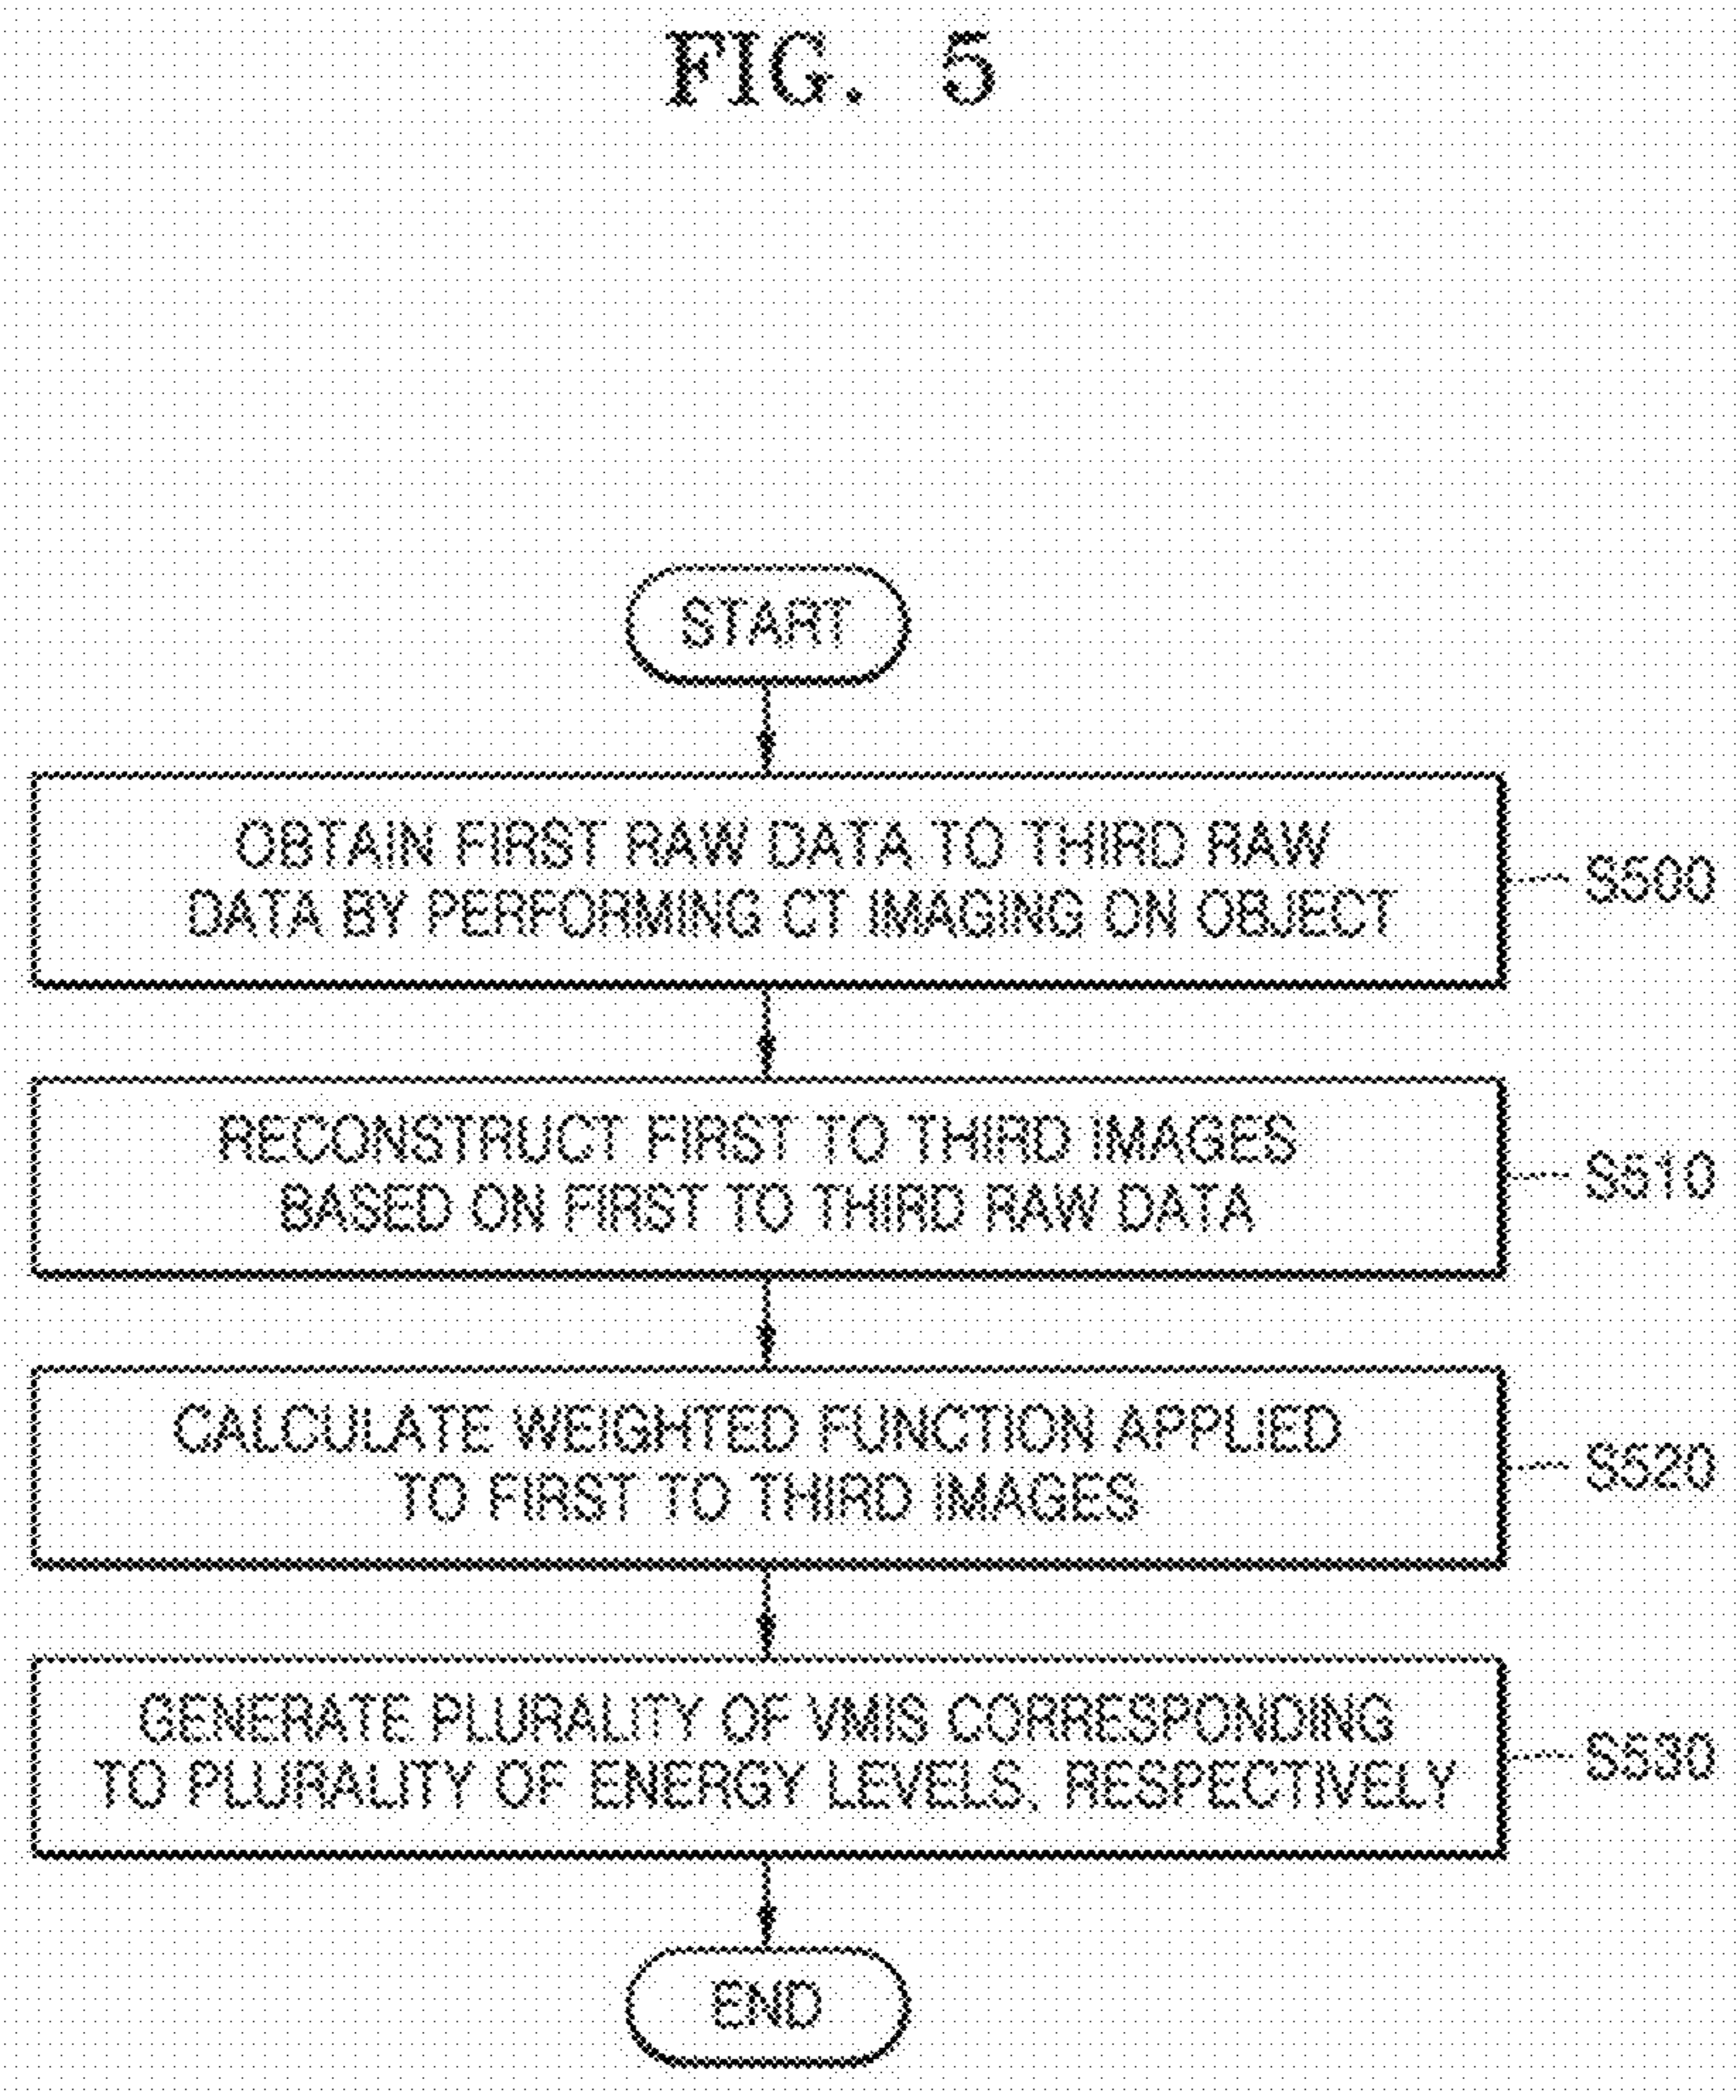 FIG. 5
START
OBTAIN FIRST RAW DATA TO THIRD RAW
DATA BY PERFORMING CT IMAGING ON OBJECT
S500
RECONSTRUCT FIRST TO THIRD IMAGES
BASED ON FIRST TO THIRD RAW DATA
S510
CALCULATE WEIGHTED FUNCTION APPLIED
TO FIRST TO THIRD IMAGES
S520
GENERATE PLURALITY OF VMIS CORRESPONDING
TO PLURALITY OF ENERGY LEVELS, RESPECTIVELY
S530
END